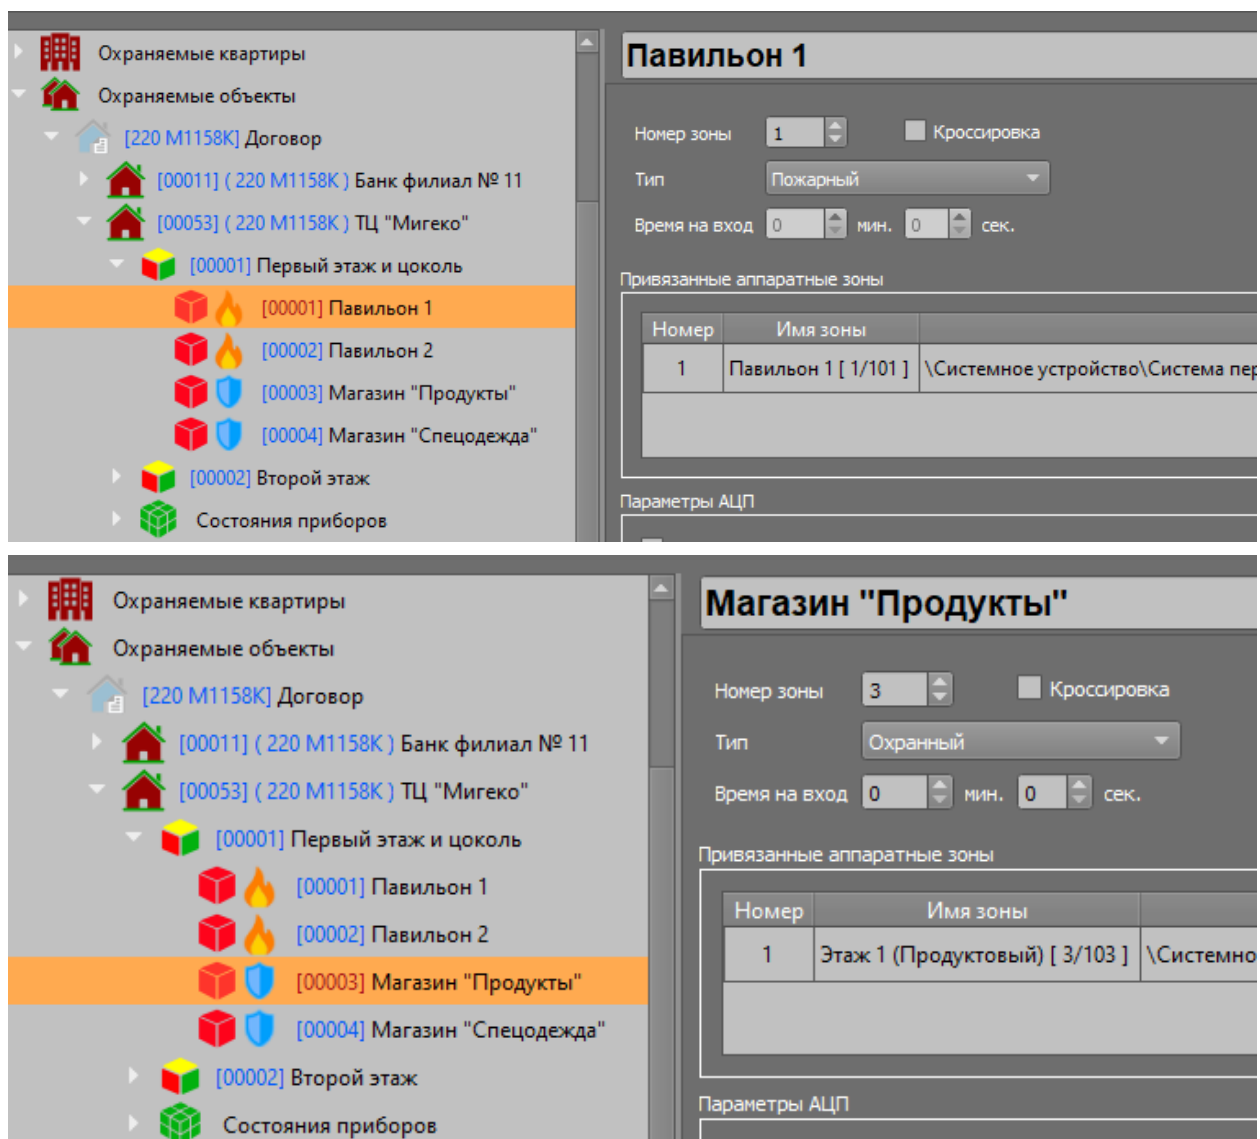 Охраняемые квартиры
Охраняемые объекты
[220 М1158К] Договор
[00011] ( 220 М1158К ) Банк филиал № 11
[00053] ( 220 М1158К ) ТЦ "Мигеко"
[00001] Первый этаж и цоколь
[00001] Павильон 1
[00002] Павильон 2
[00003] Магазин "Продукты"
[00004] Магазин "Спецодежда"
[00002] Второй этаж
Состояния приборов
Павильон 1
Номер зоны 1 Кроссировка
Тип Пожарный
Время на вход 0 мин. 0 сек.
Привязанные аппаратные зоны
Номер Имя зоны
1 Павильон 1 [ 1/101 ] \Системное устройство\Система пер
Параметры АЦП
Охраняемые квартиры
Охраняемые объекты
[220 М1158К] Договор
[00011] ( 220 М1158К ) Банк филиал № 11
[00053] ( 220 М1158К ) ТЦ "Мигеко"
[00001] Первый этаж и цоколь
[00001] Павильон 1
[00002] Павильон 2
[00003] Магазин "Продукты"
[00004] Магазин "Спецодежда"
[00002] Второй этаж
Состояния приборов
Магазин "Продукты"
Номер зоны 3 Кроссировка
Тип Охранный
Время на вход 0 мин. 0 сек.
Привязанные аппаратные зоны
Номер Имя зоны
1 Этаж 1 (Продуктовый) [ 3/103 ] \Системно
Параметры АЦП